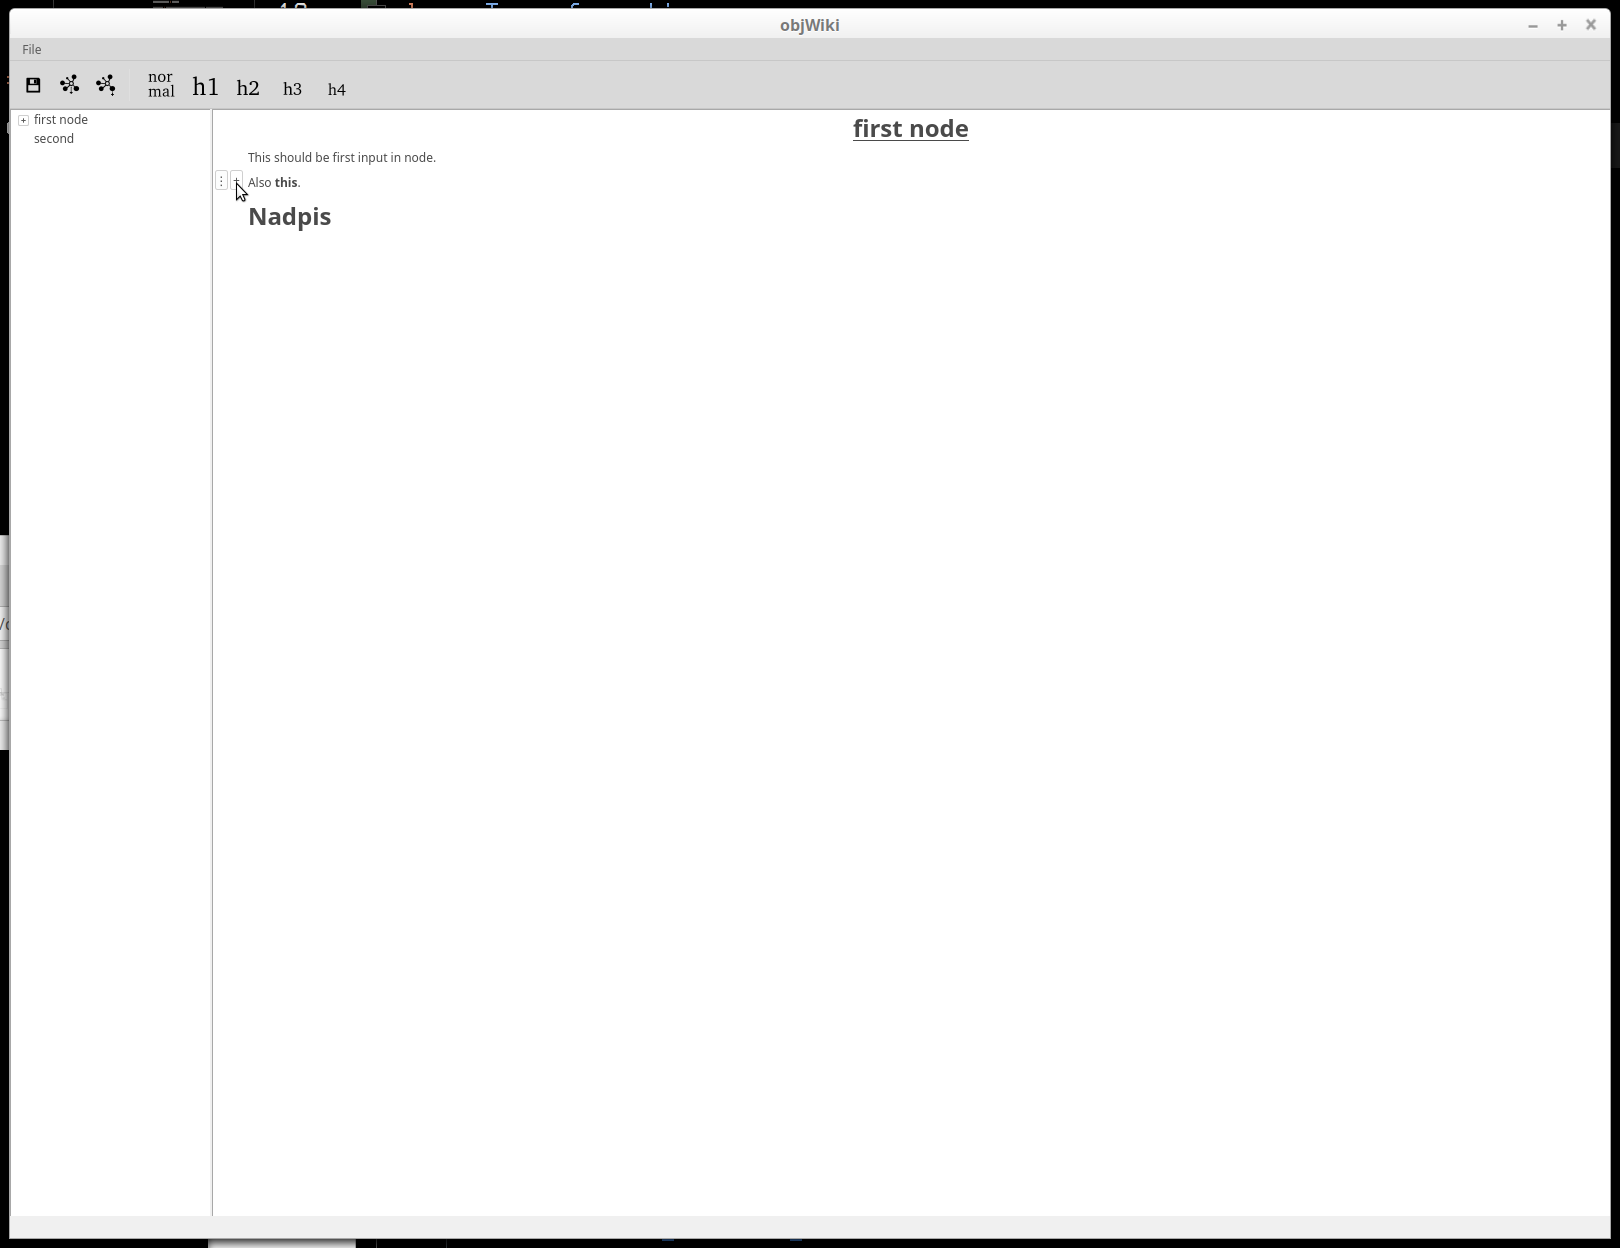 objWiki
File
nor
mal
h1 h2 h3 h4
first node
second
first node
This should be first input in node.
Also this.
Nadpis